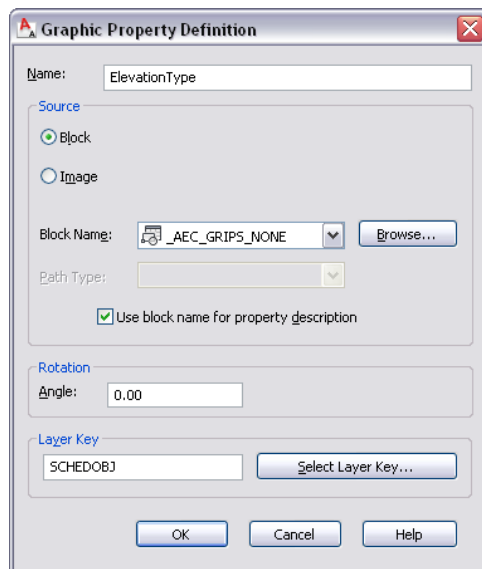 Graphic Property Definition
Name: ElevationType
Source
Block
Image
Block Name: _AEC_GRIPS_NONE Browse...
Path Type:
Use block name for property description
Rotation
Angle: 0.00
Layer Key
SCHEDOBJ Select Layer Key...
OK Cancel Help